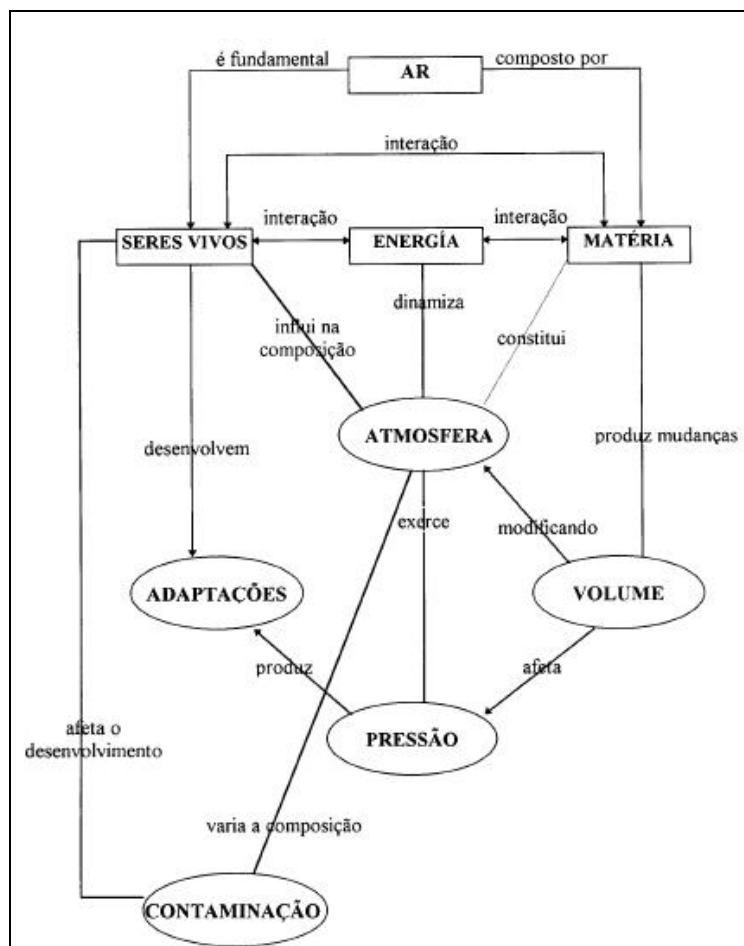 é fundamental
AR
composto por
interação
interação
interação
SERES VIVOS
ENERGÍA
MATÉRIA
dinamiza
influi na
composição
constitui
ATMOSFERA
desenvolvem
produz mudanças
exerce
modificando
ADAPTAÇÕES
VOLUME
produz
afeta
PRESSÃO
afeta o
desenvolvimento
varia a composição
CONTAMINAÇÃO